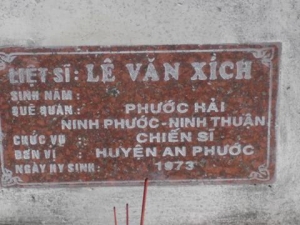 LIỆT SĨ: LÊ VĂN XÍCH
SINH NĂM :
QUÊ QUÁN : PHƯỚC HẢI
NINH PHƯỚC-NINH THUẬN
CHỨC VỤ : CHIẾN SĨ
ĐƠN VỊ : HUYỆN AN PHƯỚC
NGÀY HY SINH: 1973